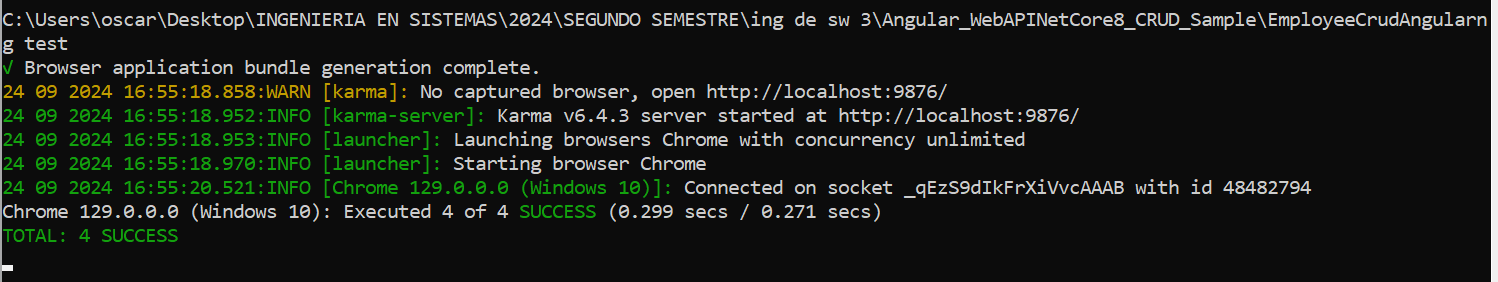 C:\Users\oscar\Desktop\INGENIERIA EN SISTEMAS\2024\SEGUNDO SEMESTRE\ing de sw 3\Angular_WebAPINetCore8_CRUD_Sample\EmployeeCrudAngularn
g test
√ Browser application bundle generation complete.
24 09 2024 16:55:18.858:WARN [karma]: No captured browser, open http://localhost:9876/
24 09 2024 16:55:18.952:INFO [karma-server]: Karma v6.4.3 server started at http://localhost:9876/
24 09 2024 16:55:18.953:INFO [launcher]: Launching browsers Chrome with concurrency unlimited
24 09 2024 16:55:18.970:INFO [launcher]: Starting browser Chrome
24 09 2024 16:55:20.521:INFO [Chrome 129.0.0.0 (Windows 10)]: Connected on socket _qEzS9dIkFrXiVvcAAAB with id 48482794
Chrome 129.0.0.0 (Windows 10): Executed 4 of 4 SUCCESS (0.299 secs / 0.271 secs)
TOTAL: 4 SUCCESS